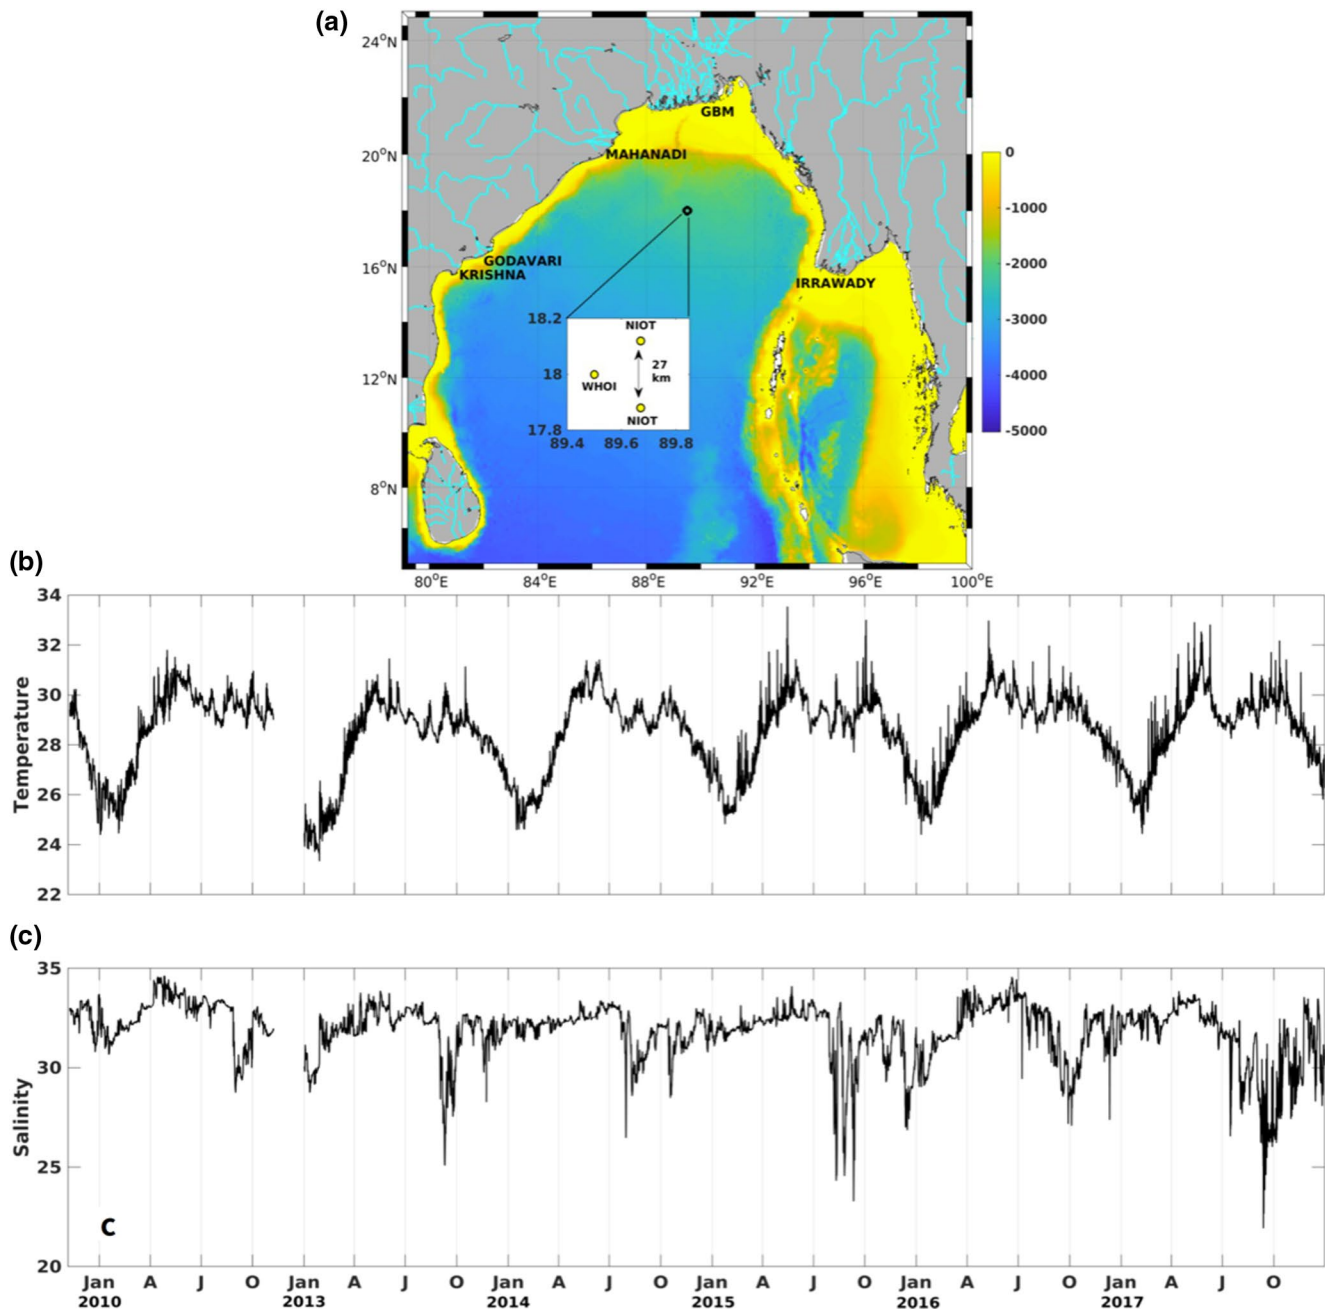 (a)
24°N
20°N
16°N
12°N
8°N
80°E
84°E
88°E
92°E
96°E
100°E
GBM
MAHANADI
GODAVARI
KRISHNA
IRRAWADY
18.2
18
17.8
89.4
89.6
89.8
NIOT
WHOI
27
km
NIOT
0
-1000
-2000
-3000
-4000
-5000
(b)
Temperature
34
32
30
28
26
24
22
(c)
Salinity
35
30
25
20
c
Jan A J O Jan A J O Jan A J O Jan A J O Jan A J O Jan A J O
2010 2013 2014 2015 2016 2017